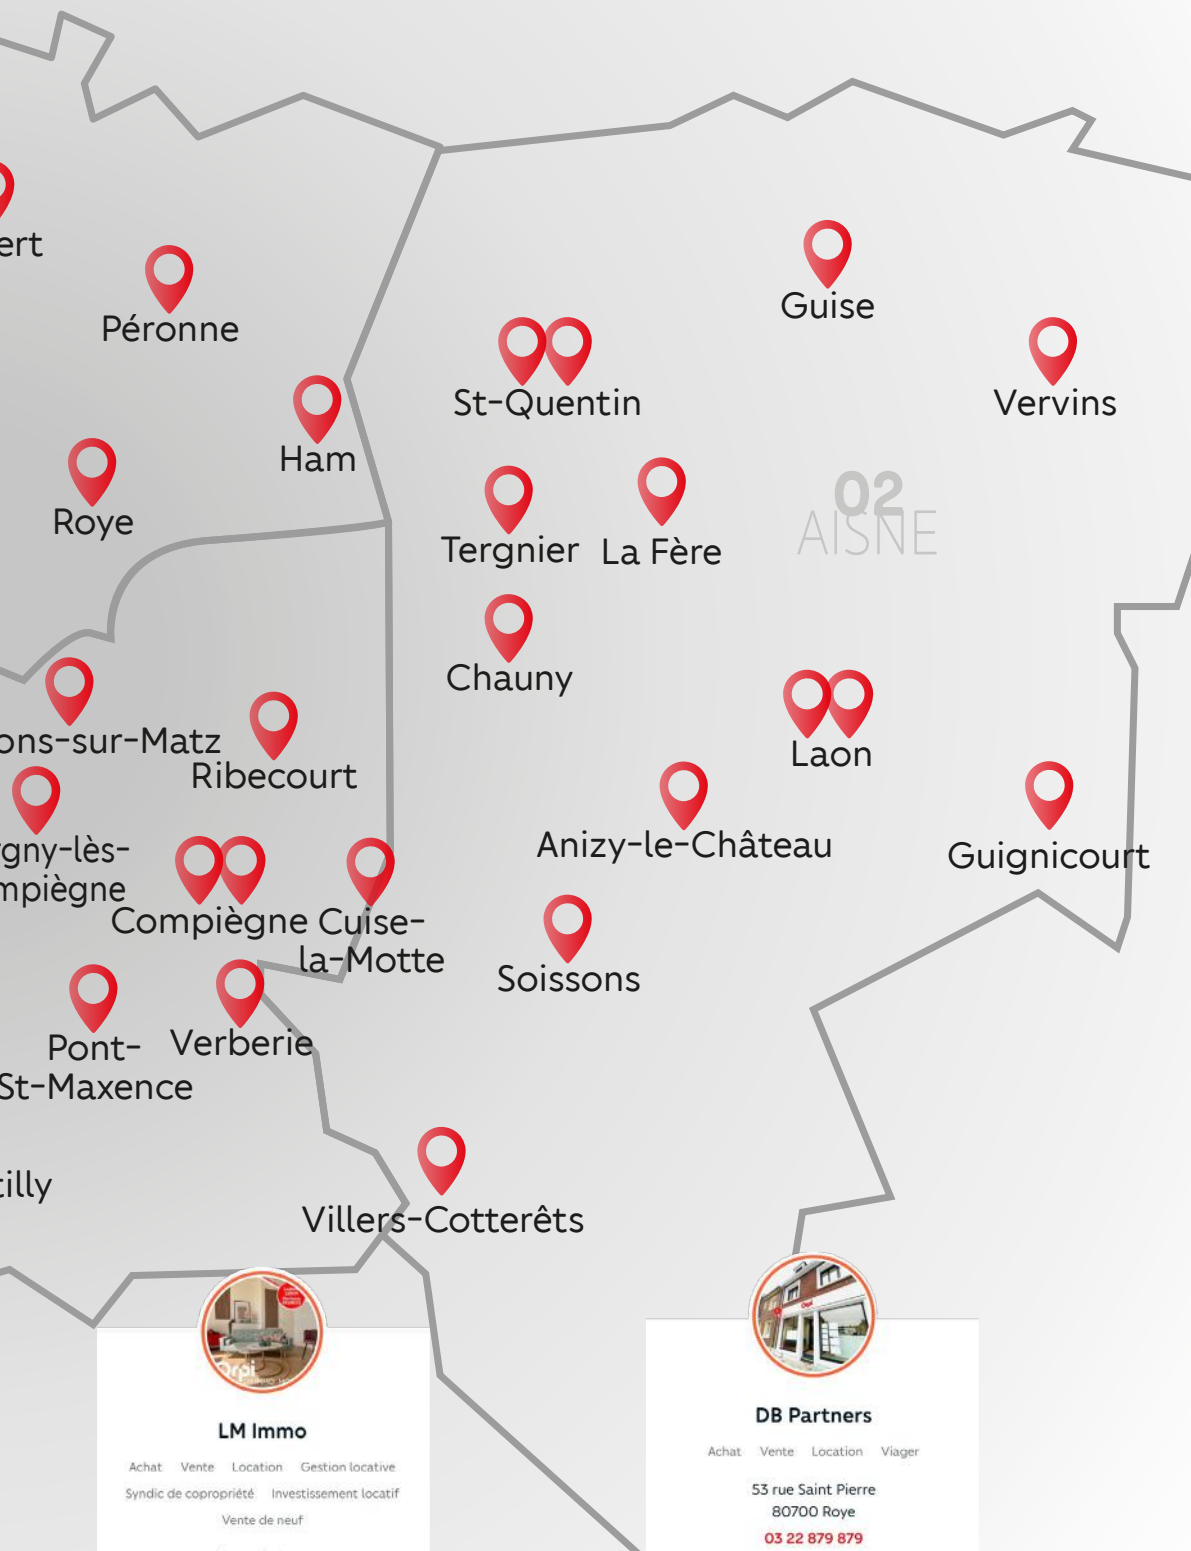 ert
Péronne
Guise
St-Quentin
Vervins
Ham
Roye
02
AISNE
Tergnier
La Fère
Chauny
ons-sur-Matz
Ribecourt
Laon
Anizy-le-Château
Guignicourt
gny-lès-
mpiègne
Compiègne
Cuise-
la-Motte
Soissons
Pont-
St-Maxence
Verberie
tilly
Villers-Cotterêts
Orpi
Orpi
LM Immo
Achat Vente Location Gestion locative
Syndic de copropriété Investissement locatif
Vente de neuf
DB Partners
Achat Vente Location Viager
53 rue Saint Pierre
80700 Roye
03 22 879 879